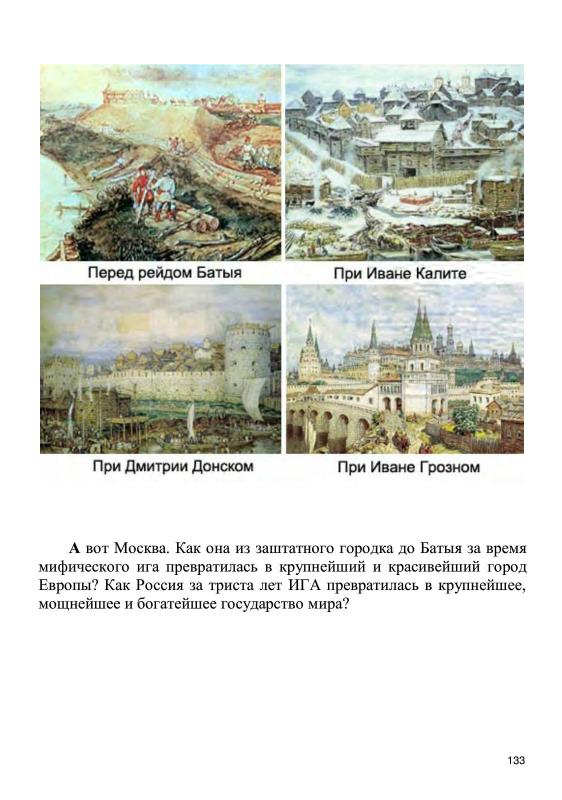 Перед рейдом Батыя
При Иване Калите
При Дмитрии Донском
При Иване Грозном
А вот Москва. Как она из заштатного городка до Батыя за время
мифического ига превратилась в крупнейший и красивейший город
Европы? Как Россия за триста лет ИГА превратилась в крупнейшее,
мощнейшее и богатейшее государство мира?
133